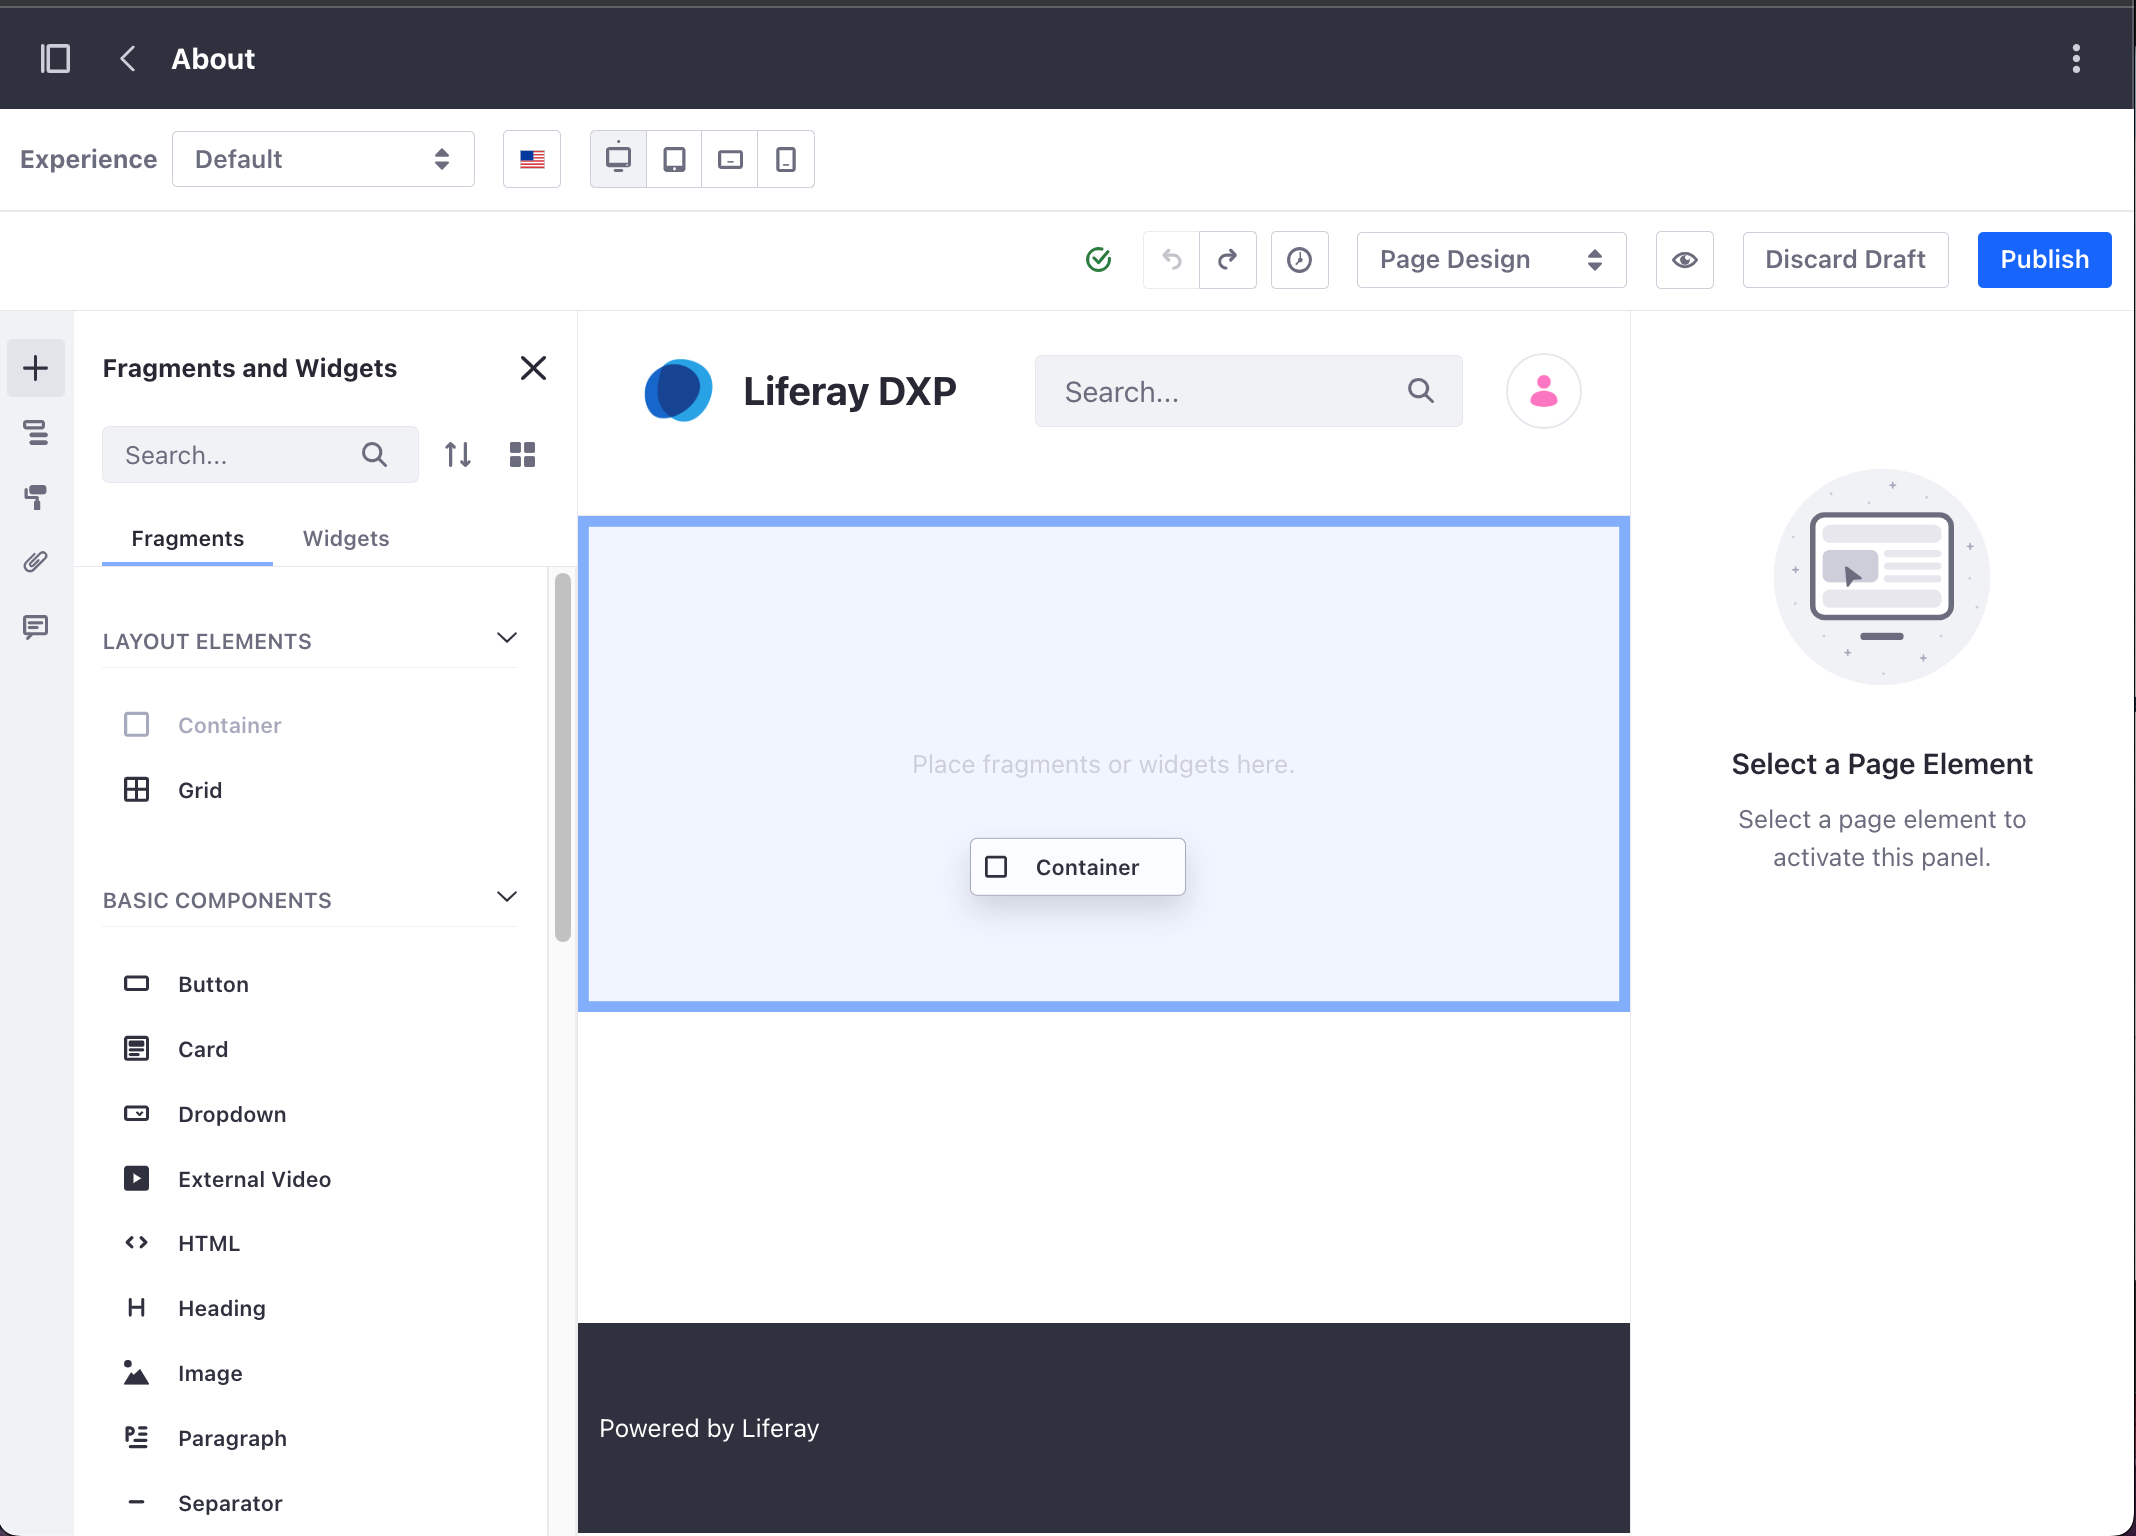 About
Experience
Default
Page Design
Discard Draft
Publish
Fragments and Widgets
Search...
Fragments
Widgets
LAYOUT ELEMENTS
Container
Grid
BASIC COMPONENTS
Button
Card
Dropdown
External Video
HTML
Heading
Image
Paragraph
Separator
Liferay DXP
Search...
Place fragments or widgets here.
Container
Powered by Liferay
Select a Page Element
Select a page element to
activate this panel.